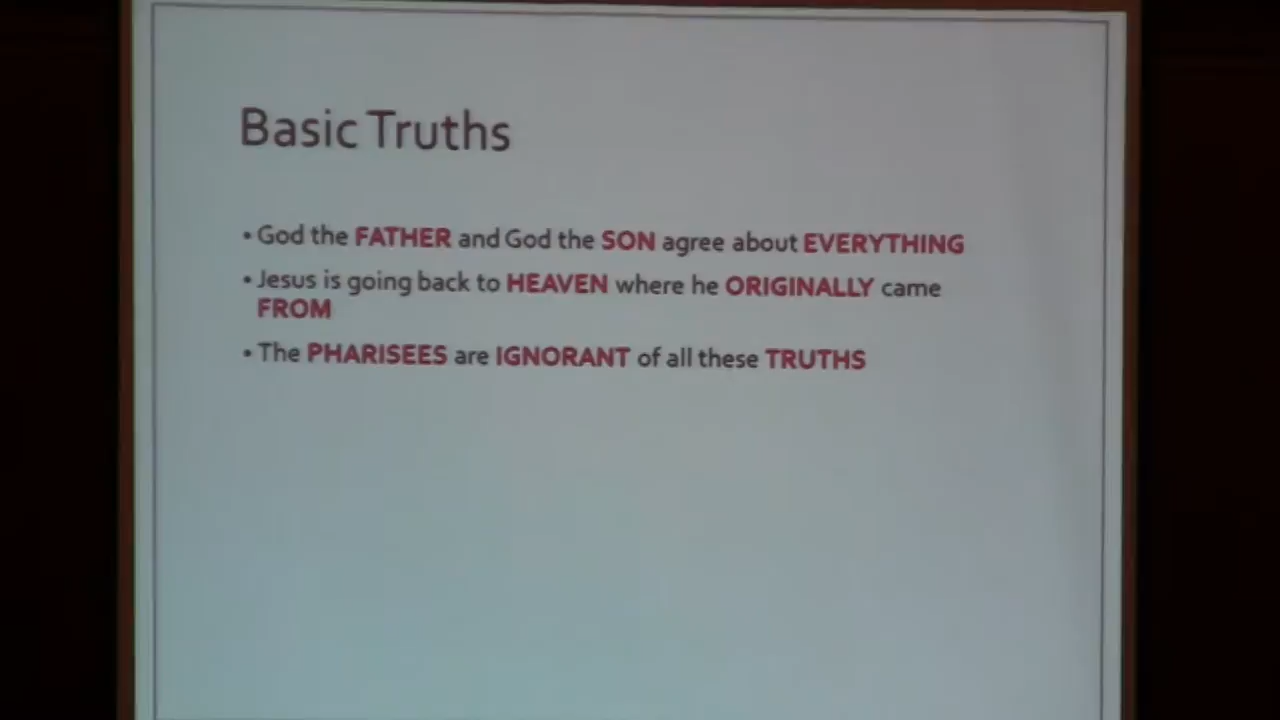 Basic Truths
• God the FATHER and God the SON agree about EVERYTHING
• Jesus is going back to HEAVEN where he ORIGINALLY came
FROM
• The PHARISEES are IGNORANT of all these TRUTHS